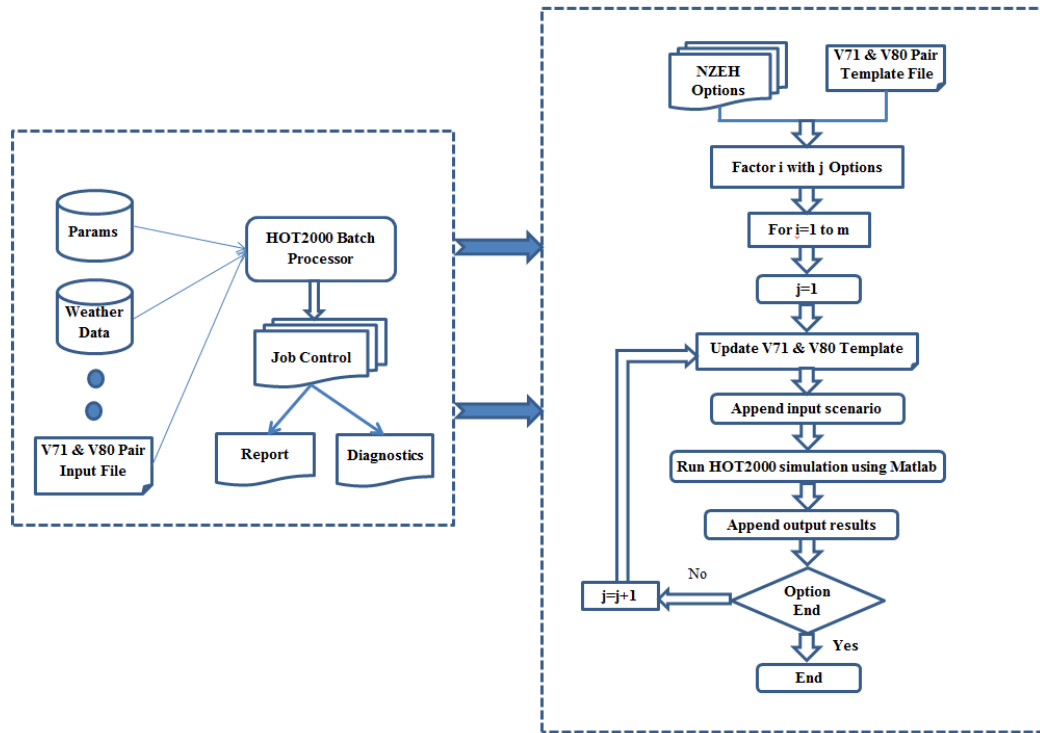 Params
Weather
Data
V71 & V80 Pair
Input File
HOT2000 Batch
Processor
Job Control
Report
Diagnostics
NZEH
Options
V71 & V80 Pair
Template File
Factor i with j Options
For i=1 to m
j=1
Update V71 & V80 Template
Append input scenario
Run HOT2000 simulation using Matlab
Append output results
Option
End
No
j=j+1
Yes
End